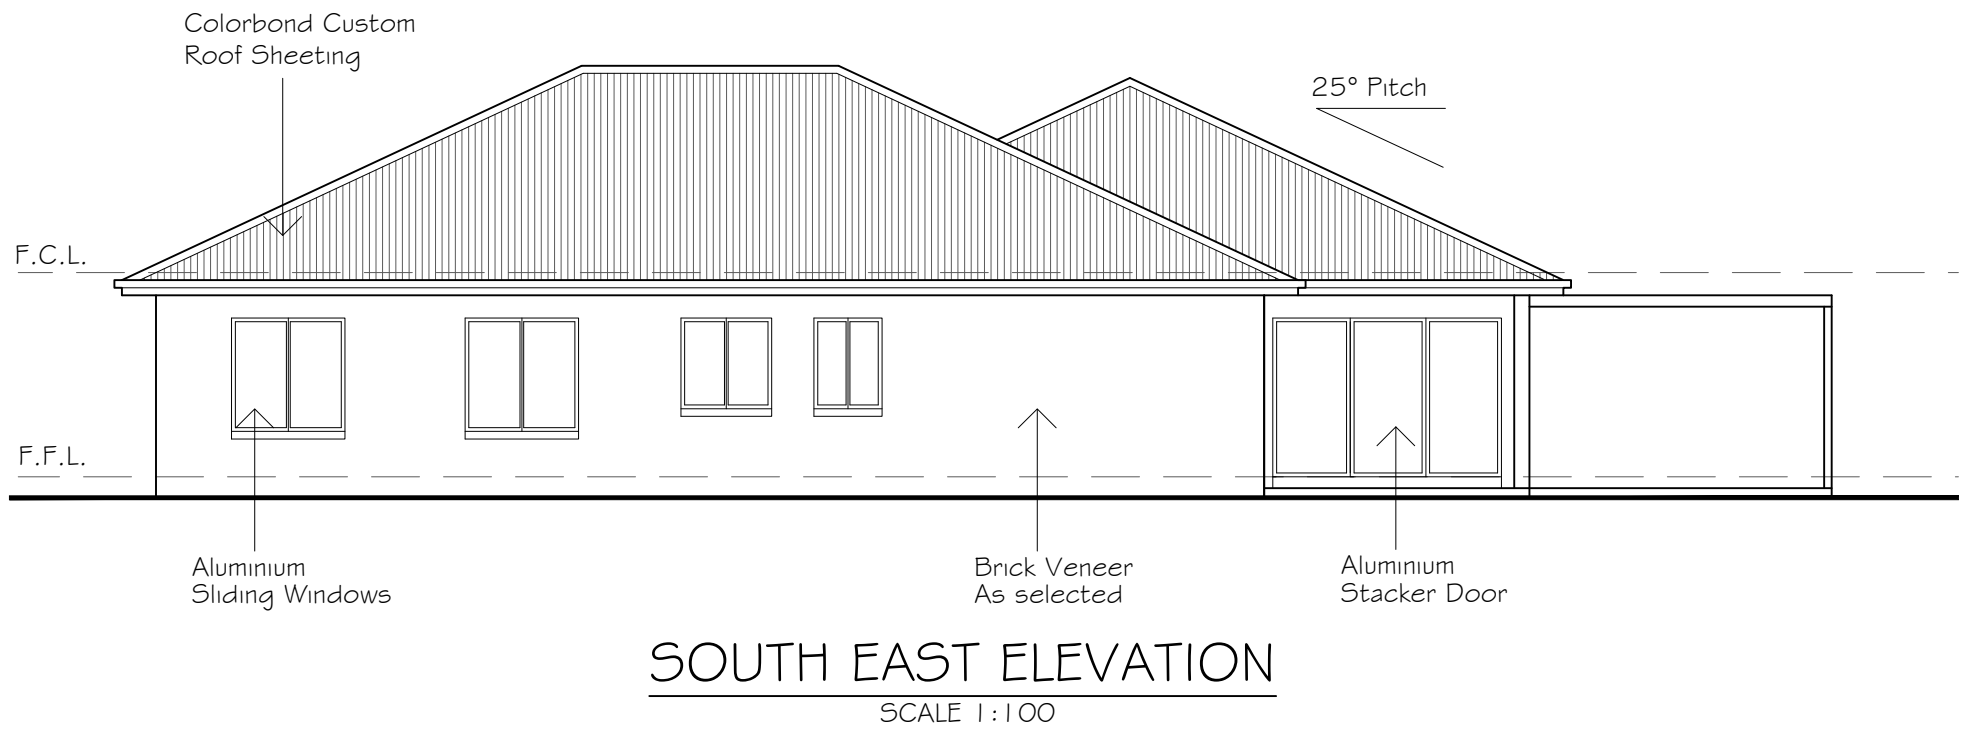 Colorbond Custom
Roof Sheeting
25° Pitch
F.C.L.
F.F.L.
Aluminium
Sliding Windows
Brick Veneer
As selected
Aluminium
Stacker Door
SOUTH EAST ELEVATION
SCALE 1:100